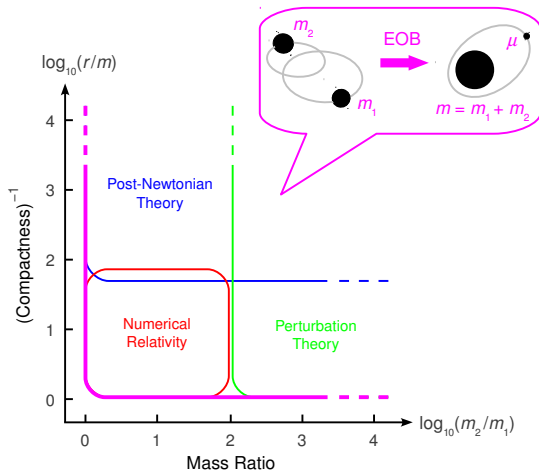 log₁₀(r/m)
m₂
EOB
μ
m₁
m = m₁ + m₂
4
Post-Newtonian
Theory
3
(Compactness)⁻¹
2
Numerical
Relativity
Perturbation
Theory
1
0
0 1 2 3 4
log₁₀(m₂/m₁)
Mass Ratio